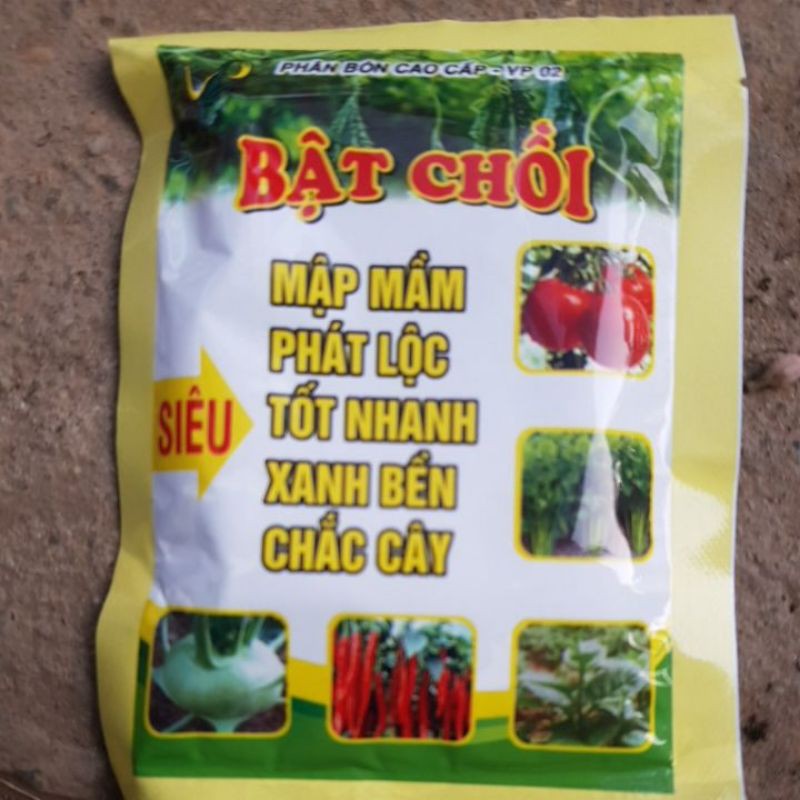 VP
PHÂN BÓN CAO CẤP - VP 02
BẬT CHỒI
SIÊU
MẬP MẦM
PHÁT LỘC
TỐT NHANH
XANH BỀN
CHẮC CÂY